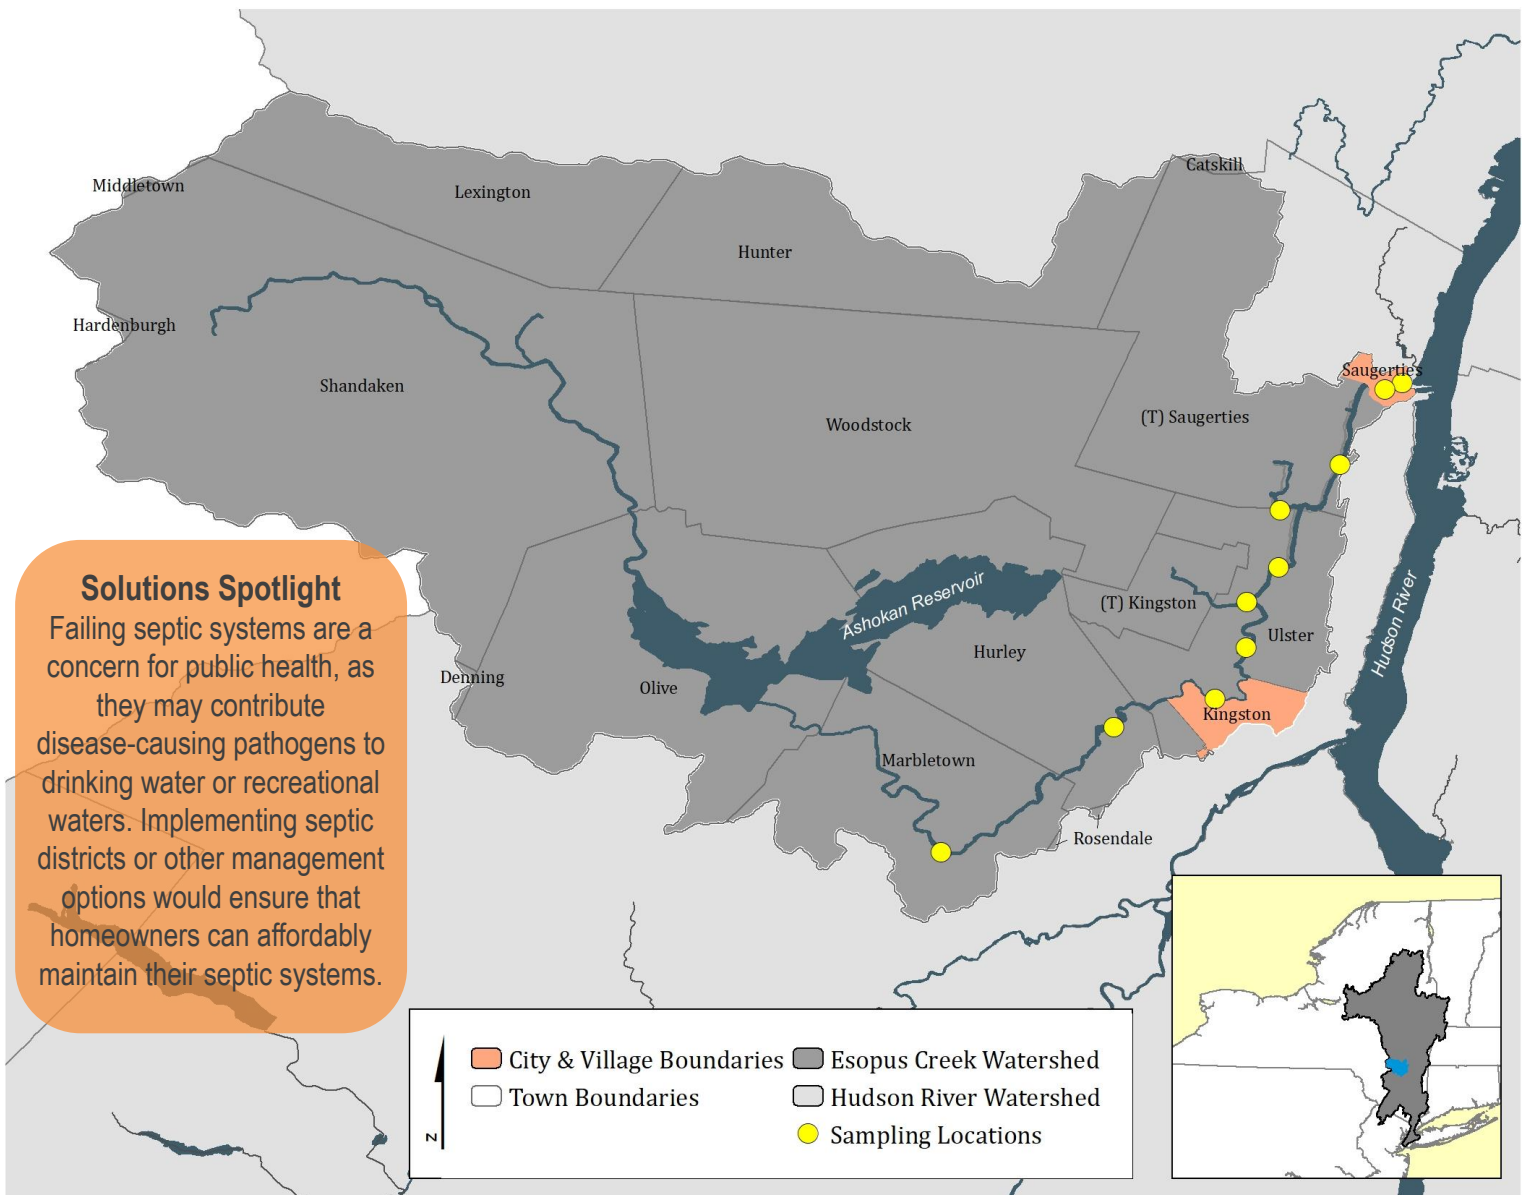 Catskill
Middletown
Lexington
Hunter
Hardenburgh
Saugerties
Shandaken
(T) Saugerties
Woodstock
Solutions Spotlight
Failing septic systems are a
concern for public health, as
they may contribute
disease-causing pathogens to
drinking water or recreational
waters. Implementing septic
districts or other management
options would ensure that
homeowners can affordably
maintain their septic systems.
Ashokan Reservoir
(T) Kingston
Hudson River
Ulster
Hurley
Denning
Olive
Kingston
Marbletown
Rosendale
N
City & Village Boundaries
Town Boundaries
Esopus Creek Watershed
Hudson River Watershed
Sampling Locations